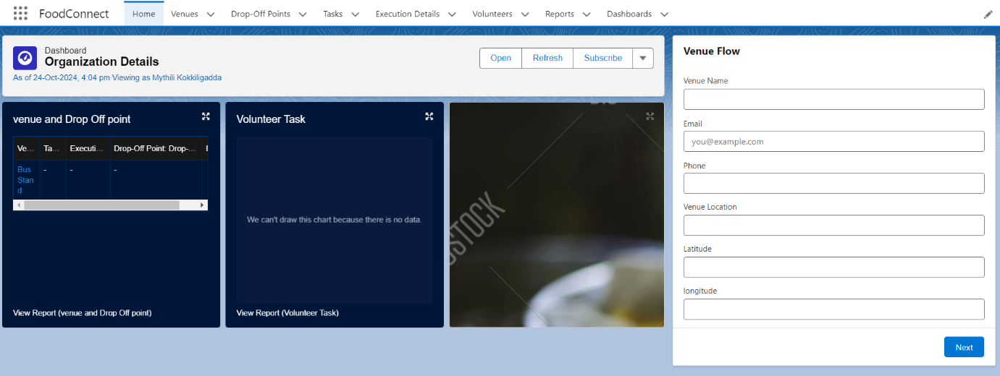 FoodConnect Home Venues Drop-Off Points Tasks Execution Details Volunteers Reports Dashboards
Dashboard
Organization Details
As of 24-Oct-2024, 4:04 pm·Viewing as Mythili Kokkiligadda
Open Refresh Subscribe
venue and Drop Off point
Ve... Ta... Executi... Drop-Off Point: Drop-...
Bus - - -
Stan
d
View Report (venue and Drop Off point)
Volunteer Task
We can't draw this chart because there is no data.
View Report (Volunteer Task)
Venue Flow
Venue Name
Email
you@example.com
Phone
Venue Location
Latitude
longitude
Next